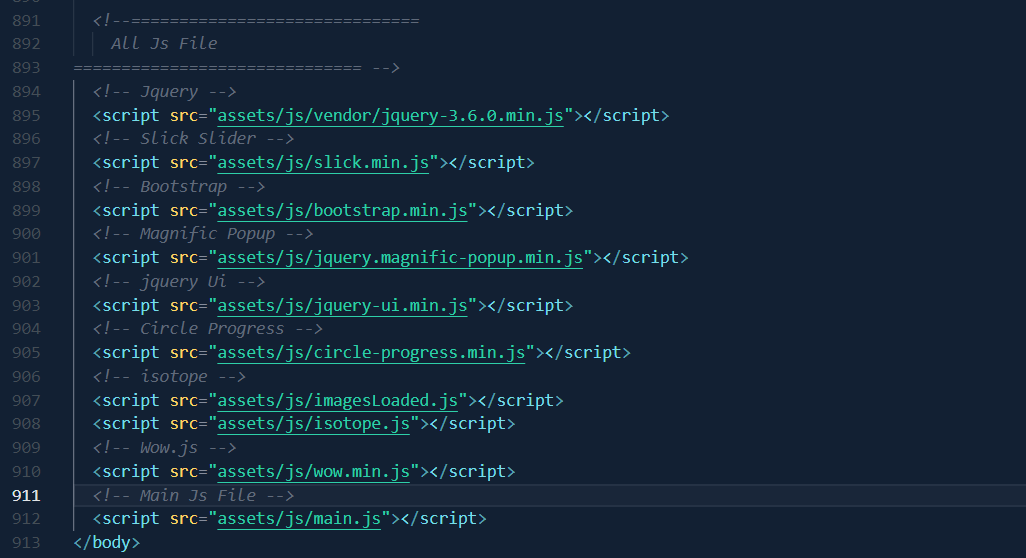 891 <!--==============================
892 All Js File
893 ============================== -->
894 <!-- Jquery -->
895 <script src="assets/js/vendor/jquery-3.6.0.min.js"></script>
896 <!-- Slick Slider -->
897 <script src="assets/js/slick.min.js"></script>
898 <!-- Bootstrap -->
899 <script src="assets/js/bootstrap.min.js"></script>
900 <!-- Magnific Popup -->
901 <script src="assets/js/jquery.magnific-popup.min.js"></script>
902 <!-- jquery Ui -->
903 <script src="assets/js/jquery-ui.min.js"></script>
904 <!-- Circle Progress -->
905 <script src="assets/js/circle-progress.min.js"></script>
906 <!-- isotope -->
907 <script src="assets/js/imagesLoaded.js"></script>
908 <script src="assets/js/isotope.js"></script>
909 <!-- Wow.js -->
910 <script src="assets/js/wow.min.js"></script>
911 <!-- Main Js File -->
912 <script src="assets/js/main.js"></script>
913 </body>